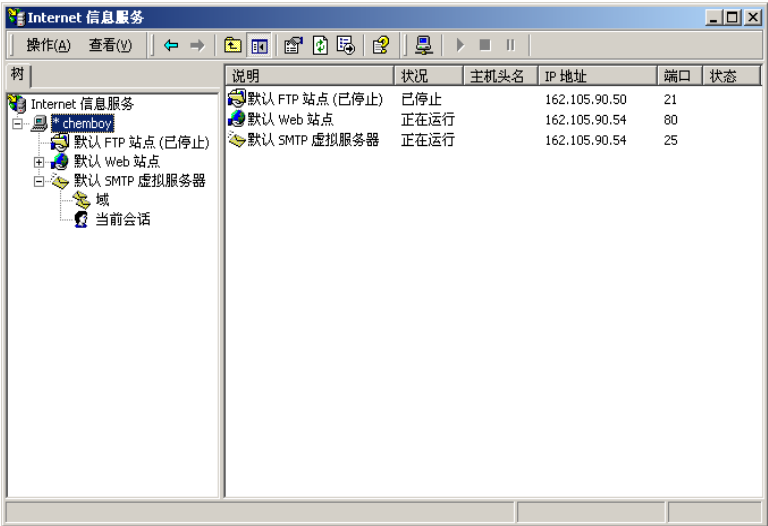 Internet 信息服务
操作(A) 查看(V)
树
Internet 信息服务
* chemboy
默认 FTP 站点 (已停止)
默认 Web 站点
默认 SMTP 虚拟服务器
域
当前会话
说明 状况 主机头名 IP 地址 端口 状态
默认 FTP 站点 (已停止) 已停止 162.105.90.50 21
默认 Web 站点 正在运行 162.105.90.54 80
默认 SMTP 虚拟服务器 正在运行 162.105.90.54 25